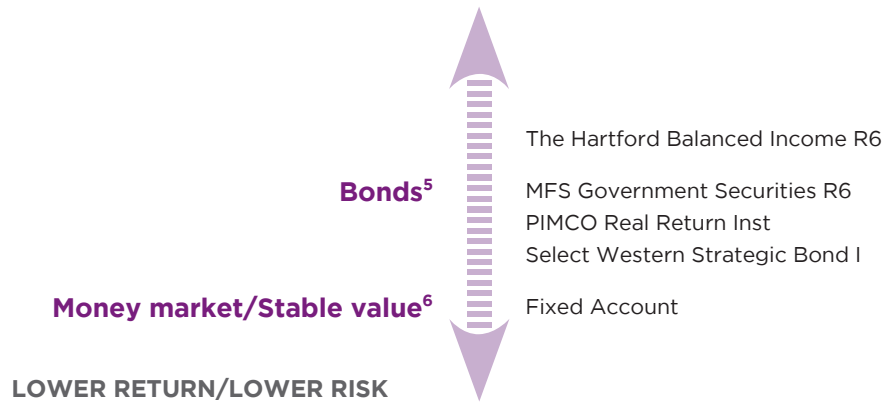 The Hartford Balanced Income R6
Bonds⁵
MFS Government Securities R6
PIMCO Real Return Inst
Select Western Strategic Bond I
Money market/Stable value⁶
Fixed Account
LOWER RETURN/LOWER RISK